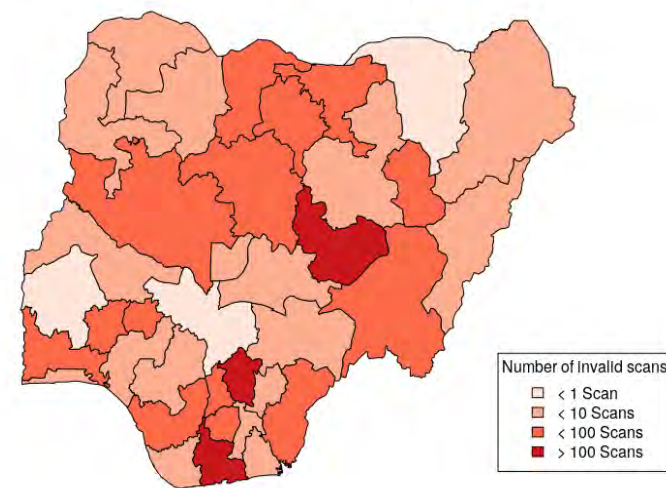 Number of invalid scans
< 1 Scan
< 10 Scans
< 100 Scans
> 100 Scans